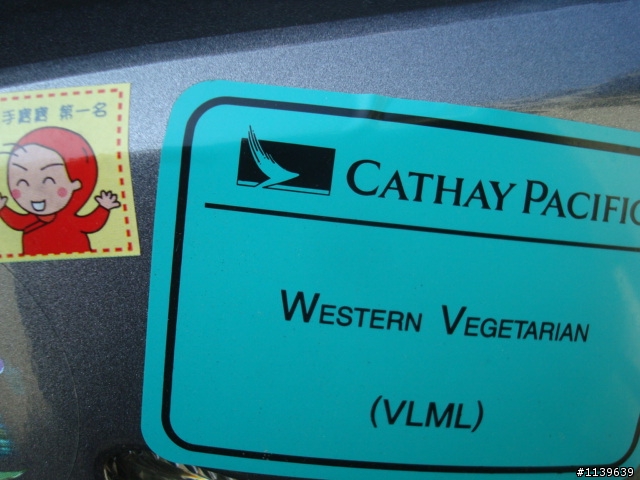 手寶寶 第一名
CATHAY PACIFIC
WESTERN VEGETARIAN
(VLML)
#1139639